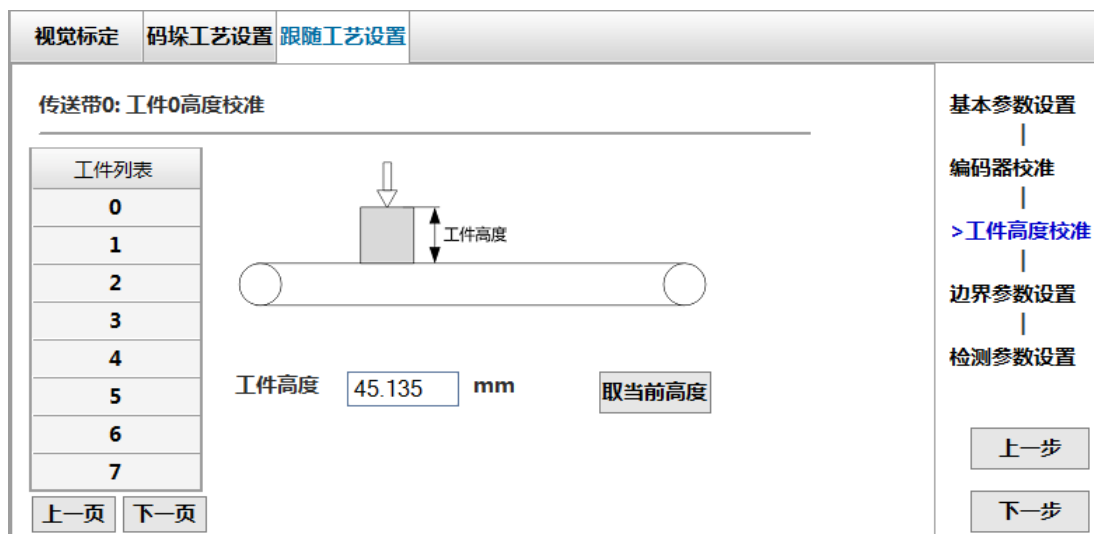 视觉标定 码垛工艺设置 跟随工艺设置
传送带0: 工件0高度校准
工件列表
0
1
2
3
4
5
6
7
上一页 下一页
工件高度
工件高度 45.135 mm 取当前高度
基本参数设置
|
编码器校准
|
>工件高度校准
|
边界参数设置
|
检测参数设置
上一步
下一步